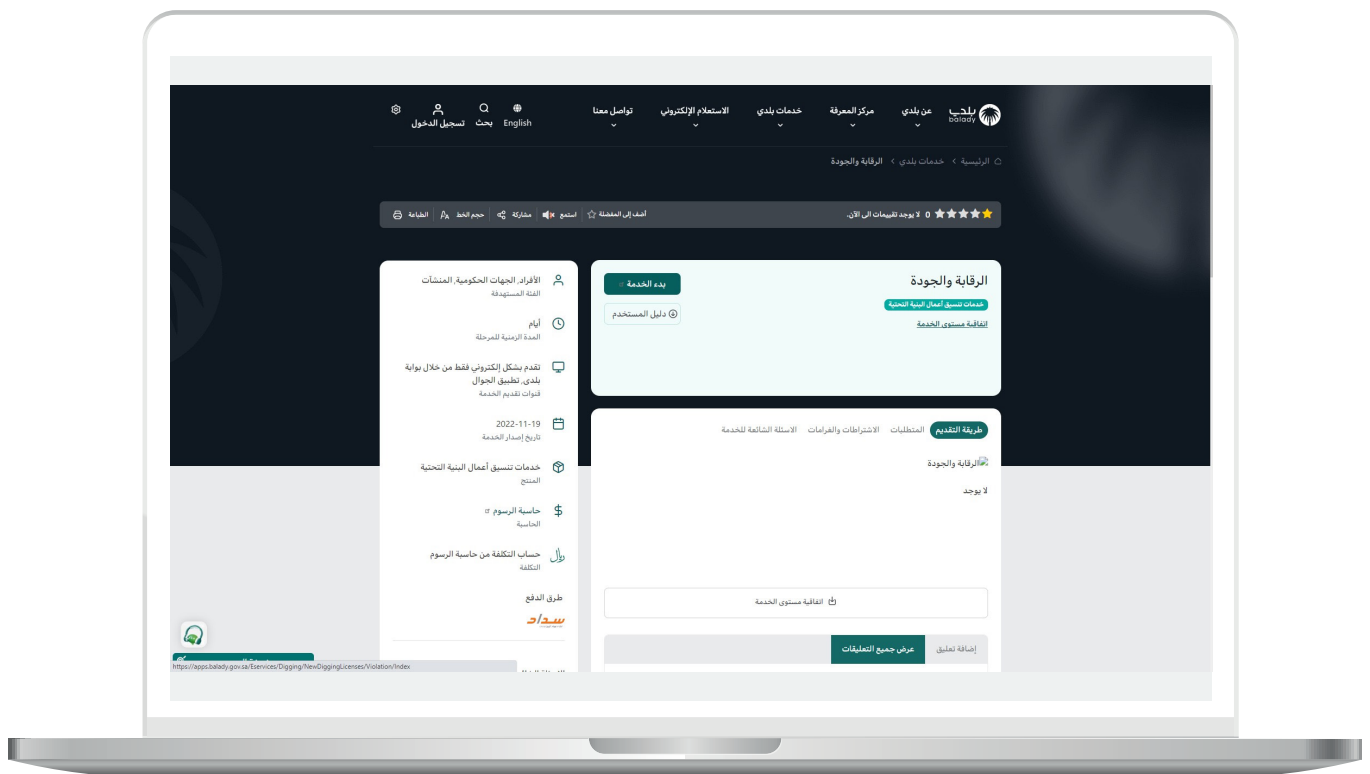 بلدي
balady
عن بلدي
مركز المعرفة
خدمات بلدي
الاستعلام الإلكتروني
تواصل معنا
English
بحث
تسجيل الدخول
الرئيسية
خدمات بلدي
الرقابة والجودة
0 لا يوجد تقييمات الى الآن.
أضف إلى المفضلة
استمع
مشاركة
حجم الخط
الطباعة
الرقابة والجودة
خدمات تنسيق أعمال البنية التحتية
اتفاقية مستوى الخدمة
بدء الخدمة
دليل المستخدم
طريقة التقديم
المتطلبات
الاشتراطات والغرامات
الاسئلة الشائعة للخدمة
الرقابة والجودة
لا يوجد
اتفاقية مستوى الخدمة
عرض جميع التعليقات
إضافة تعليق
الأفراد, الجهات الحكومية, المنشآت
الفئة المستهدفة
أيام
المدة الزمنية للمرحلة
تقدم بشكل إلكتروني فقط من خلال بوابة
بلدي, تطبيق الجوال
قنوات تقديم الخدمة
2022-11-19
تاريخ إصدار الخدمة
خدمات تنسيق أعمال البنية التحتية
المنتج
حاسبة الرسوم
الحاسبة
ريال
حساب التكلفة من حاسبة الرسوم
التكلفة
طرق الدفع
سداد
https://apps.balady.gov.sa/Eservices/Digging/NewDiggingLicenses/Violation/Index